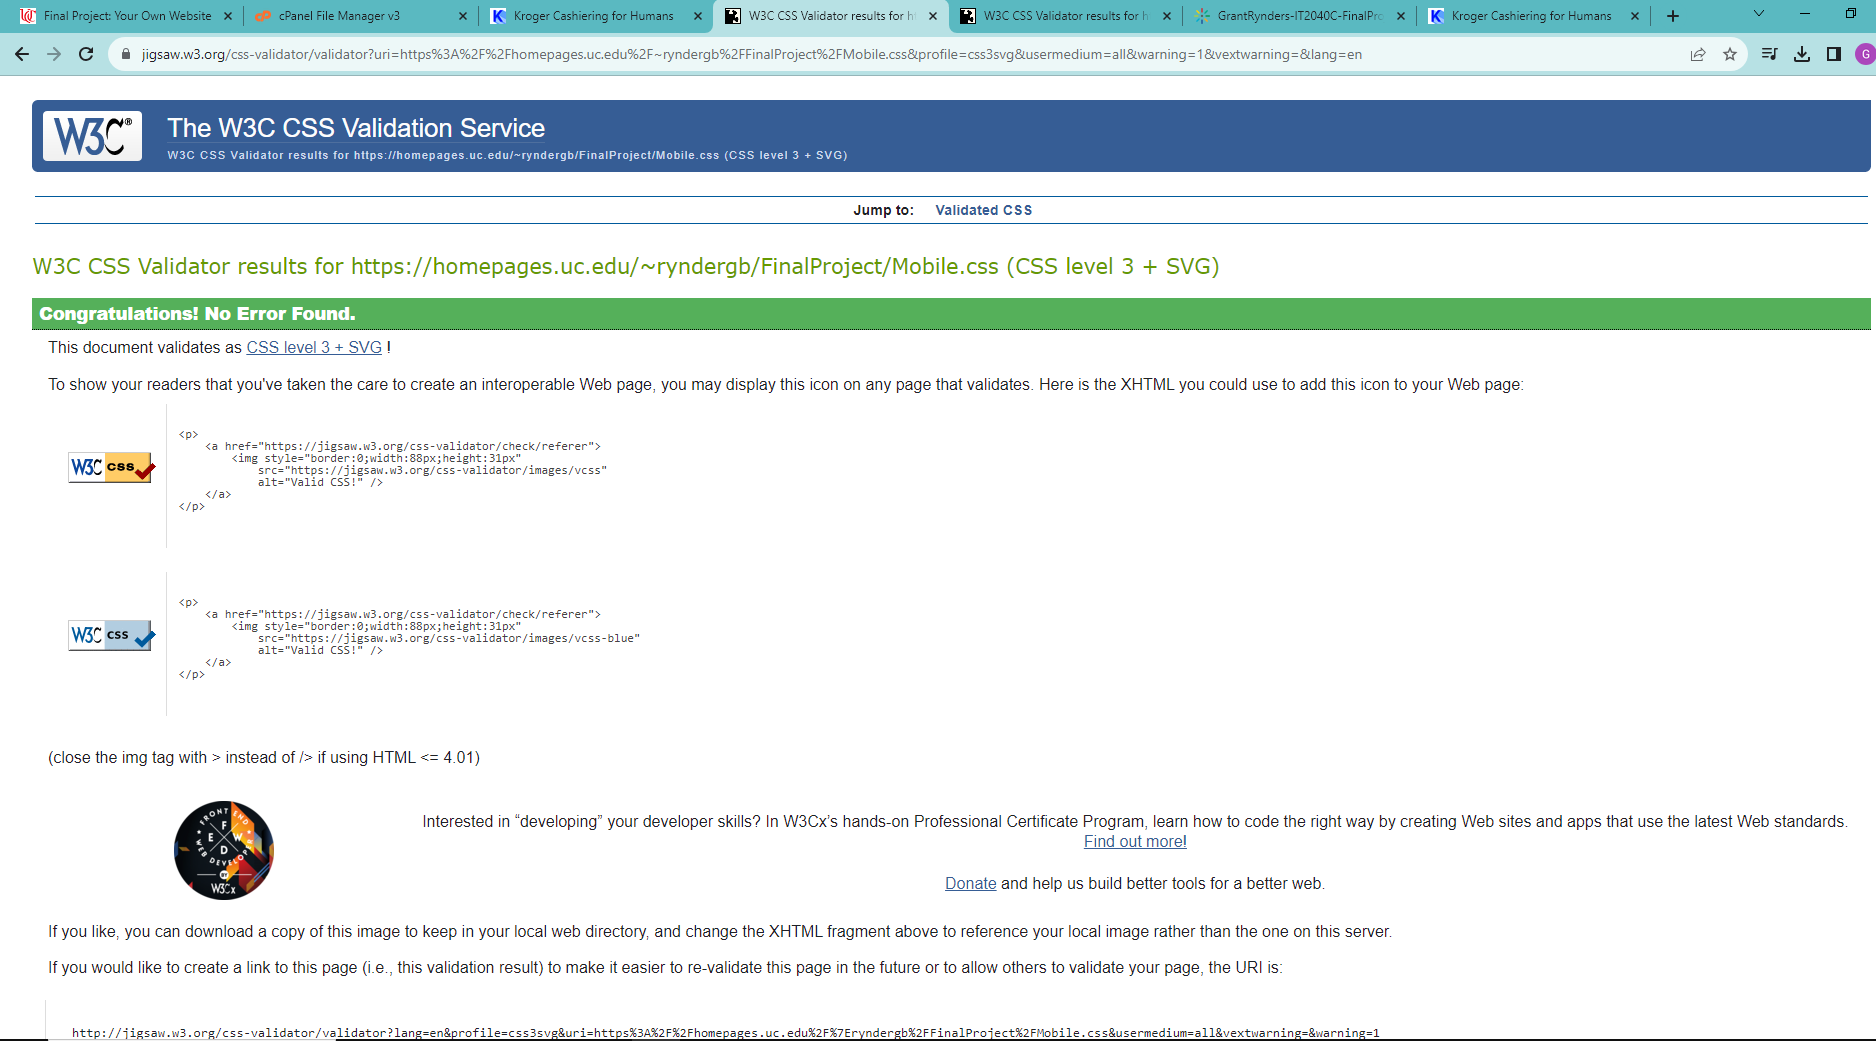 Final Project: Your Own Website
cPanel File Manager v3
Kroger Cashiering for Humans
W3C CSS Validator results for h
W3C CSS Validator results for h
GrantRynders-IT2040C-FinalPro
Kroger Cashiering for Humans
jigsaw.w3.org/css-validator/validator?uri=https%3A%2F%2Fhomepages.uc.edu%2F~ryndergb%2FFinalProject%2FMobile.css&profile=css3svg&usermedium=all&warning=1&vextwarning=&lang=en
G
W3C®
The W3C CSS Validation Service
W3C CSS Validator results for https://homepages.uc.edu/~ryndergb/FinalProject/Mobile.css (CSS level 3 + SVG)
Jump to: Validated CSS
W3C CSS Validator results for https://homepages.uc.edu/~ryndergb/FinalProject/Mobile.css (CSS level 3 + SVG)
Congratulations! No Error Found.
This document validates as CSS level 3 + SVG !
To show your readers that you've taken the care to create an interoperable Web page, you may display this icon on any page that validates. Here is the XHTML you could use to add this icon to your Web page:
W3C css
<p>
<a href="https://jigsaw.w3.org/css-validator/check/referer">
<img style="border:0;width:88px;height:31px"
src="https://jigsaw.w3.org/css-validator/images/vcss"
alt="Valid CSS!" />
</a>
</p>
W3C css
<p>
<a href="https://jigsaw.w3.org/css-validator/check/referer">
<img style="border:0;width:88px;height:31px"
src="https://jigsaw.w3.org/css-validator/images/vcss-blue"
alt="Valid CSS!" />
</a>
</p>
(close the img tag with > instead of /> if using HTML <= 4.01)
FRONT END
F
E W
D
WEB DEVELOPER
BY
W3Cx
Interested in “developing” your developer skills? In W3Cx’s hands-on Professional Certificate Program, learn how to code the right way by creating Web sites and apps that use the latest Web standards.
Find out more!
Donate and help us build better tools for a better web.
If you like, you can download a copy of this image to keep in your local web directory, and change the XHTML fragment above to reference your local image rather than the one on this server.
If you would like to create a link to this page (i.e., this validation result) to make it easier to re-validate this page in the future or to allow others to validate your page, the URI is:
http://jigsaw.w3.org/css-validator/validator?lang=en&profile=css3svg&uri=https%3A%2F%2Fhomepages.uc.edu%2F%7Eryndergb%2FFinalProject%2FMobile.css&usermedium=all&vextwarning=&warning=1